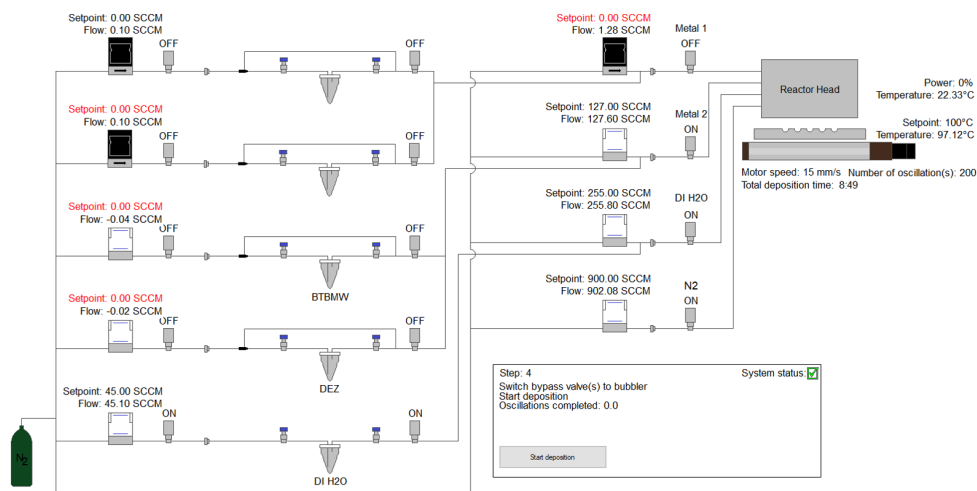 Setpoint: 0.00 SCCM
Flow: 0.10 SCCM
OFF
OFF
Setpoint: 0.00 SCCM
Flow: 1.28 SCCM
Metal 1
OFF
Reactor Head
Power: 0%
Temperature: 22.33°C
Setpoint: 0.00 SCCM
Flow: 0.10 SCCM
OFF
OFF
Setpoint: 127.00 SCCM
Flow: 127.60 SCCM
Metal 2
ON
Setpoint: 100°C
Temperature: 97.12°C
Motor speed: 15 mm/s Number of oscillation(s): 200
Total deposition time: 8:49
Setpoint: 0.00 SCCM
Flow: -0.04 SCCM
OFF
OFF
BTBMW
Setpoint: 255.00 SCCM
Flow: 255.80 SCCM
DI H2O
ON
Setpoint: 0.00 SCCM
Flow: -0.02 SCCM
OFF
OFF
DEZ
Setpoint: 900.00 SCCM
Flow: 902.08 SCCM
N2
ON
Setpoint: 45.00 SCCM
Flow: 45.10 SCCM
ON
ON
DI H2O
N2
Step: 4
System status:
Switch bypass valve(s) to bubbler
Start deposition
Oscillations completed: 0.0
Start deposition